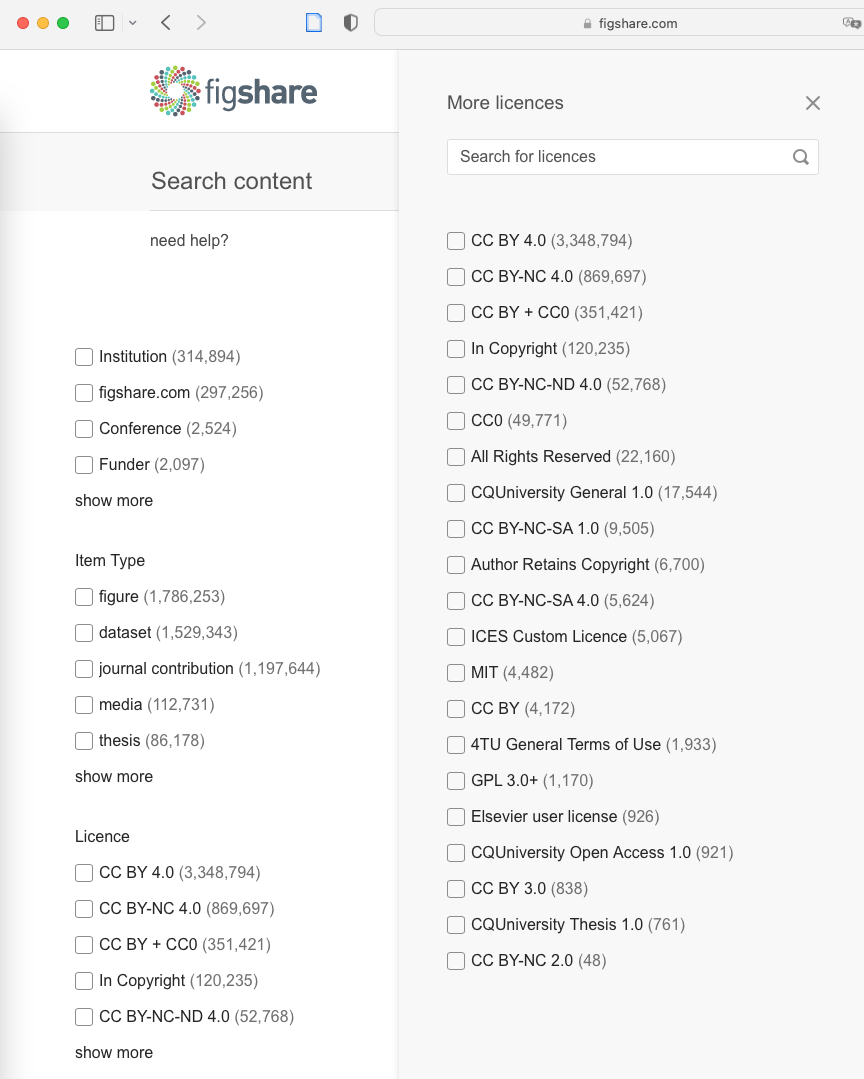 figshare.com
figshare
Search content
need help?
Institution (314,894)
figshare.com (297,256)
Conference (2,524)
Funder (2,097)
show more
Item Type
figure (1,786,253)
dataset (1,529,343)
journal contribution (1,197,644)
media (112,731)
thesis (86,178)
show more
Licence
CC BY 4.0 (3,348,794)
CC BY-NC 4.0 (869,697)
CC BY + CC0 (351,421)
In Copyright (120,235)
CC BY-NC-ND 4.0 (52,768)
show more
More licences
Search for licences
CC BY 4.0 (3,348,794)
CC BY-NC 4.0 (869,697)
CC BY + CC0 (351,421)
In Copyright (120,235)
CC BY-NC-ND 4.0 (52,768)
CC0 (49,771)
All Rights Reserved (22,160)
CQUniversity General 1.0 (17,544)
CC BY-NC-SA 1.0 (9,505)
Author Retains Copyright (6,700)
CC BY-NC-SA 4.0 (5,624)
ICES Custom Licence (5,067)
MIT (4,482)
CC BY (4,172)
4TU General Terms of Use (1,933)
GPL 3.0+ (1,170)
Elsevier user license (926)
CQUniversity Open Access 1.0 (921)
CC BY 3.0 (838)
CQUniversity Thesis 1.0 (761)
CC BY-NC 2.0 (48)